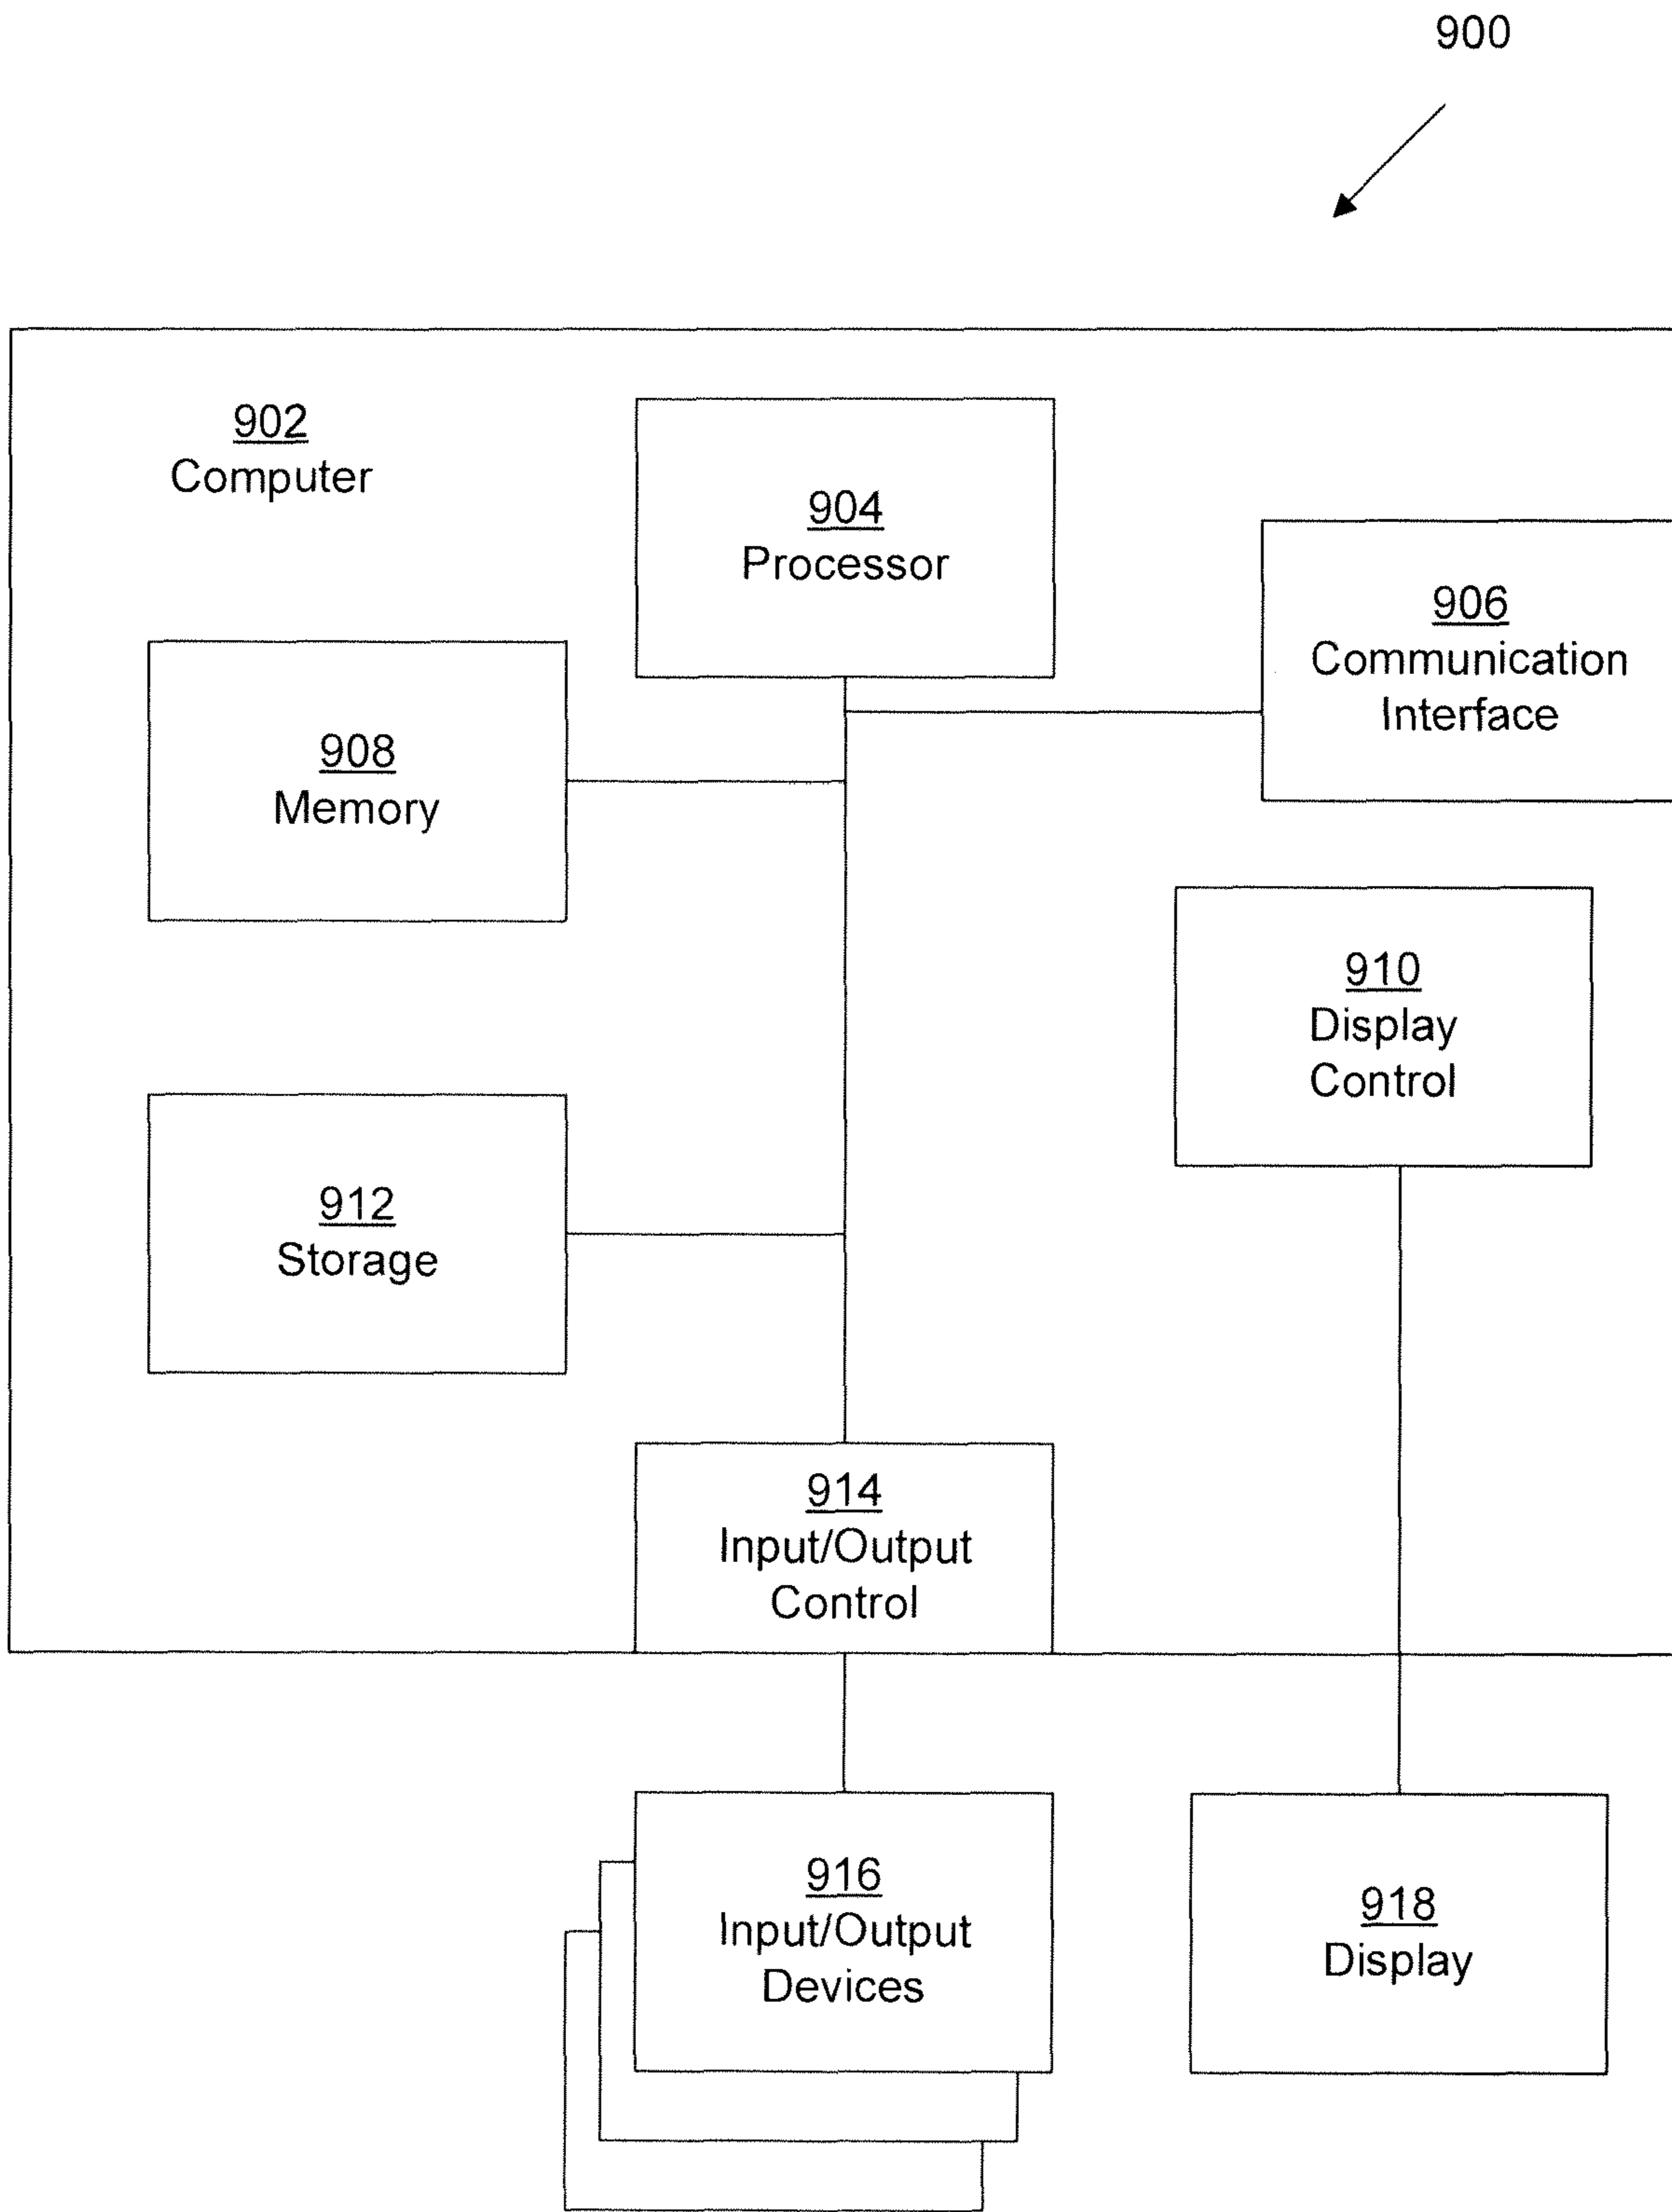 900
902
Computer
904
Processor
906
Communication
Interface
908
Memory
910
Display
Control
912
Storage
914
Input/Output
Control
916
Input/Output
Devices
918
Display